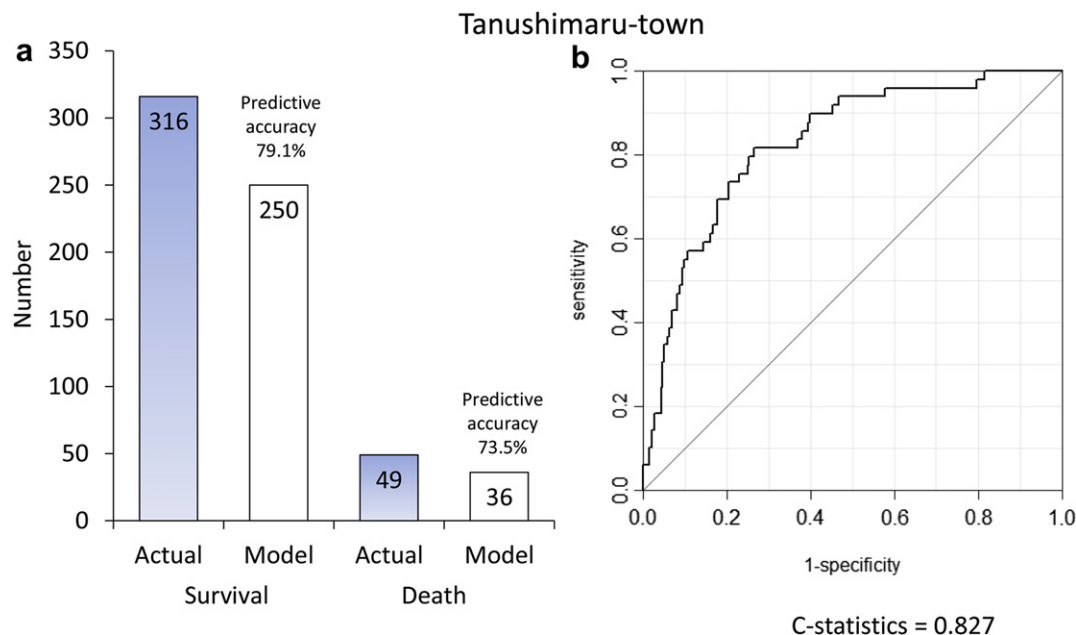 Tanushimaru-town
a
350
300
250
200
150
100
50
0
Number
316
Predictive
accuracy
79.1%
250
49
Predictive
accuracy
73.5%
36
Actual Model Actual Model
Survival Death
b
1.0
0.8
0.6
0.4
0.2
0.0
sensitivity
0.0 0.2 0.4 0.6 0.8 1.0
1-specificity
C-statistics = 0.827